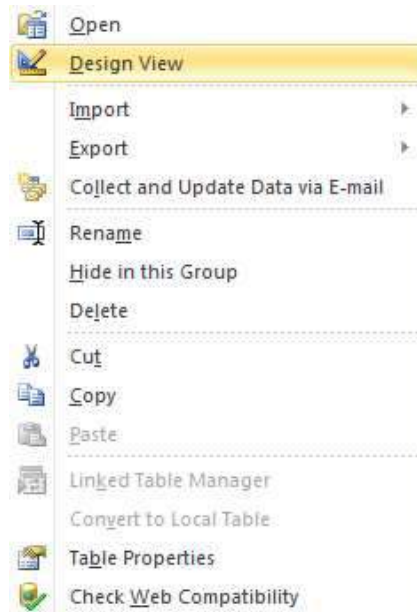 Open
Design View
Import
Export
Collect and Update Data via E-mail
Rename
Hide in this Group
Delete
Cut
Copy
Paste
Linked Table Manager
Convert to Local Table
Table Properties
Check Web Compatibility